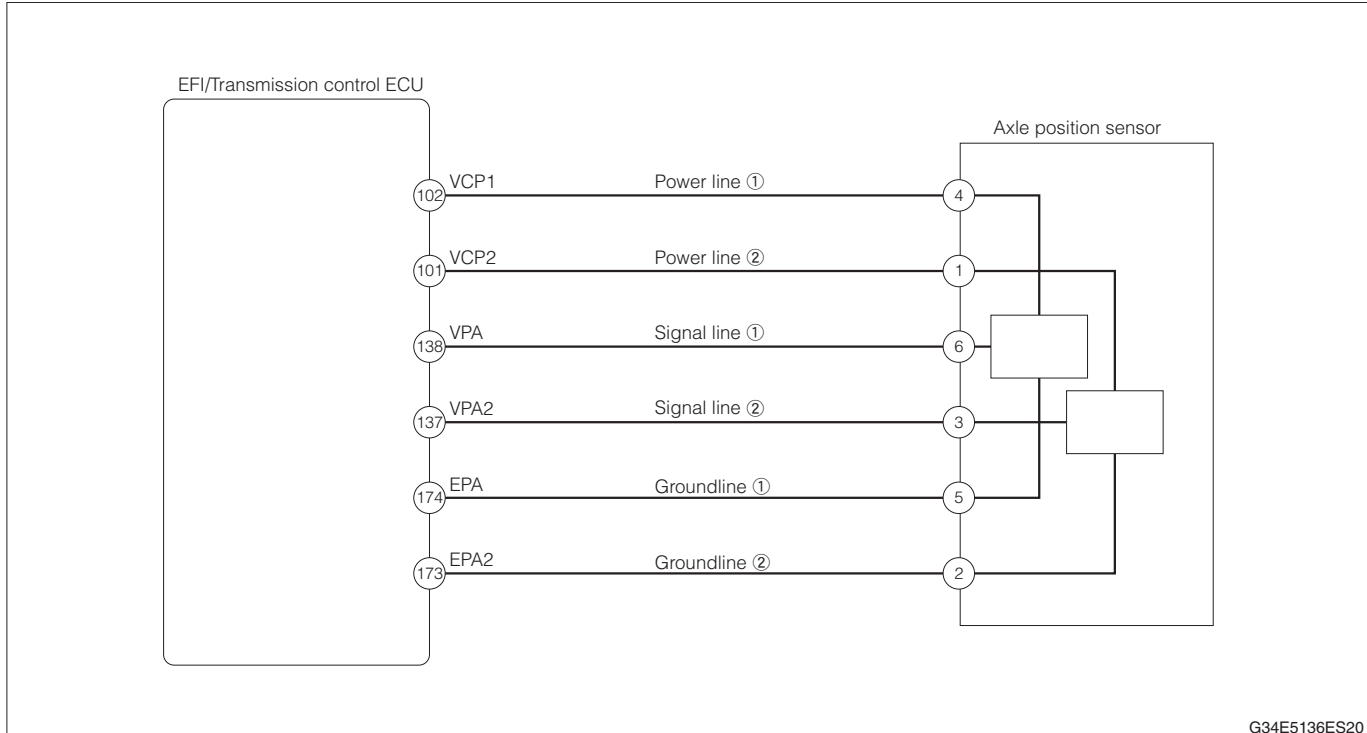 EFI/Transmission control ECU
Axle position sensor
102 VCP1 Power line ① 4
101 VCP2 Power line ② 1
138 VPA Signal line ① 6
137 VPA2 Signal line ② 3
174 EPA Groundline ① 5
173 EPA2 Groundline ② 2
G34E5136ES20